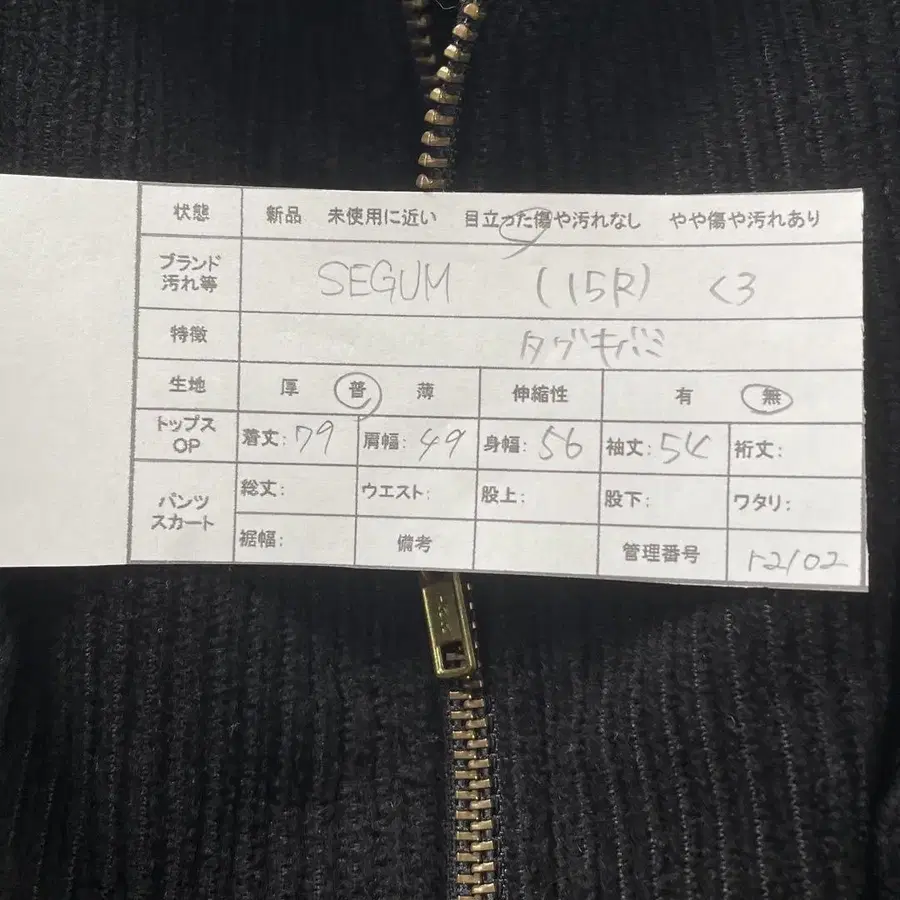 状態 新品 未使用に近い 目立った傷や汚れなし やや傷や汚れあり
ブランド
汚れ等 SEGUM (15R) <3
特徴 タグキバミ
生地 厚 普 薄 伸縮性 有 無
トップス
OP 着丈: 79 肩幅: 49 身幅: 56 袖丈: 54 裄丈:
パンツ
スカート 総丈: ウエスト: 股上: 股下: ワタリ:
裾幅: 備考 管理番号 12102